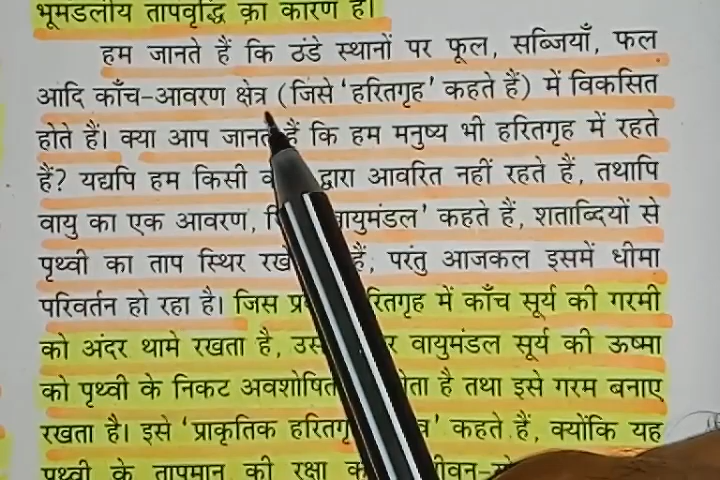 भूमंडलीय तापवृद्धि का कारण है।
हम जानते हैं कि ठंडे स्थानों पर फूल, सब्जियाँ, फल
आदि काँच-आवरण क्षेत्र (जिसे 'हरितगृह' कहते हैं) में विकसित
होते हैं। क्या आप जानते हैं कि हम मनुष्य भी हरितगृह में रहते
हैं? यद्यपि हम किसी द्वारा आवरित नहीं रहते हैं, तथापि
वायु का एक आवरण, वायुमंडल' कहते हैं, शताब्दियों से
पृथ्वी का ताप स्थिर रखे हैं, परंतु आजकल इसमें धीमा
परिवर्तन हो रहा है। जिस हरितगृह में काँच सूर्य की गरमी
को अंदर थामे रखता है, वायुमंडल सूर्य की ऊष्मा
को पृथ्वी के निकट अवशोषित है तथा इसे गरम बनाए
रखता है। इसे 'प्राकृतिक कहते हैं, क्योंकि यह
पृथ्वी के तापमान की रक्षा